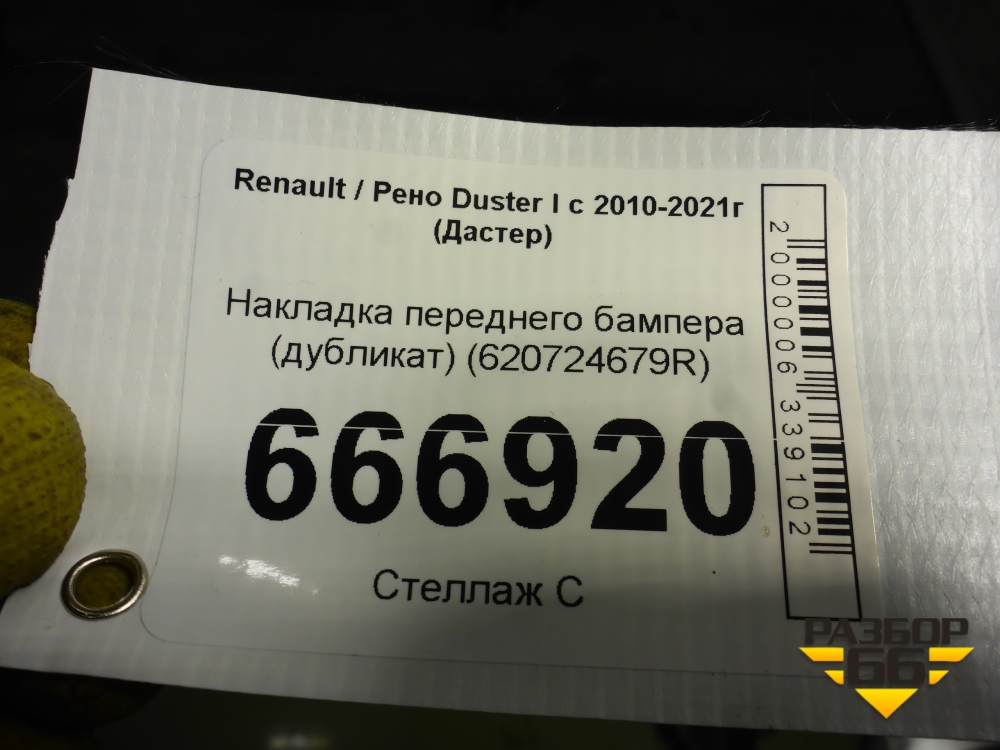 Renault / Рено Duster I с 2010-2021г
(Дастер)
Накладка переднего бампера
(дубликат) (620724679R)
666920
Стеллаж С
2000006339102
РАЗБОР
66